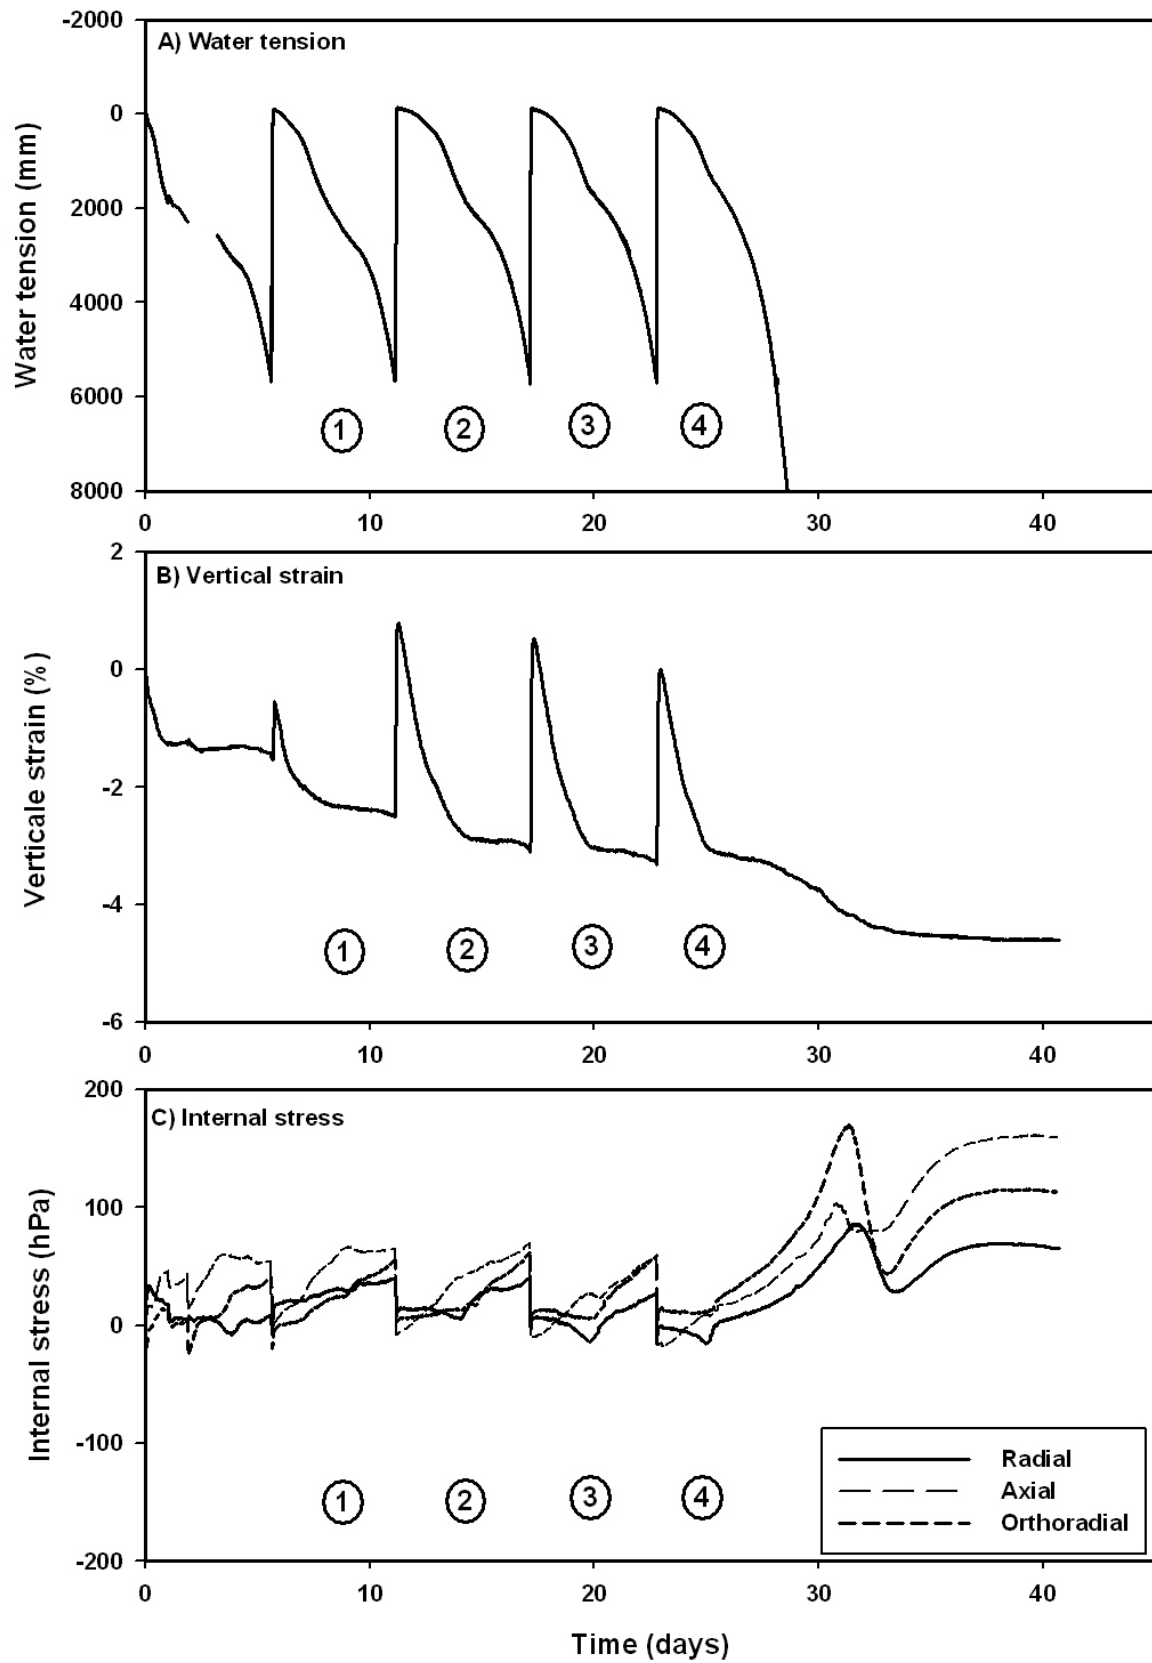 A) Water tension
Water tension (mm)
-2000
0
2000
4000
6000
8000
1 2 3 4
0 10 20 30 40
B) Vertical strain
Verticale strain (%)
2
0
-2
-4
-6
1 2 3 4
0 10 20 30 40
C) Internal stress
Internal stress (hPa)
200
100
0
-100
-200
1 2 3 4
Radial
Axial
Orthoradial
0 10 20 30 40
Time (days)